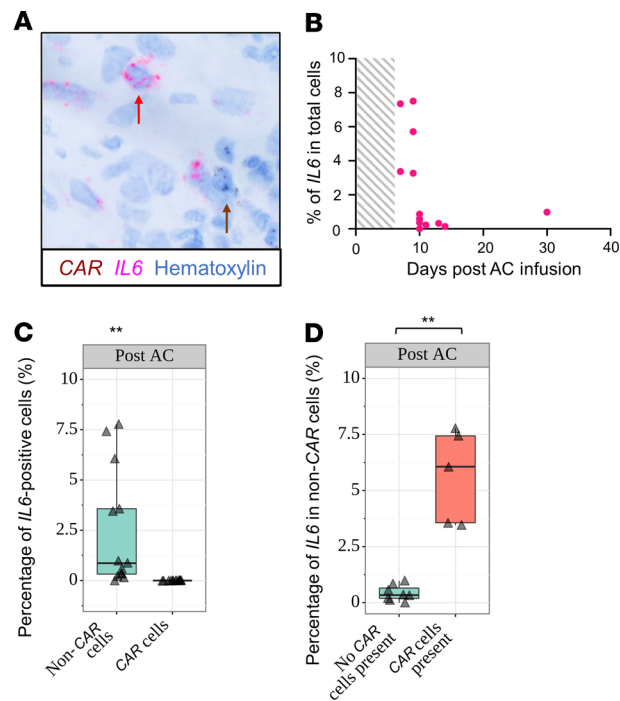 A
CAR IL6 Hematoxylin
B
% of IL6 in total cells
10
8
6
4
2
0
0 10 20 30 40
Days post AC infusion
C
**
Post AC
Percentage of IL6-positive cells (%)
10
7.5
5
2.5
0
Non-CAR
cells
CAR cells
D
**
Post AC
Percentage of IL6 in non-CAR cells (%)
10
7.5
5
2.5
0
No CAR
cells present
CAR cells
present